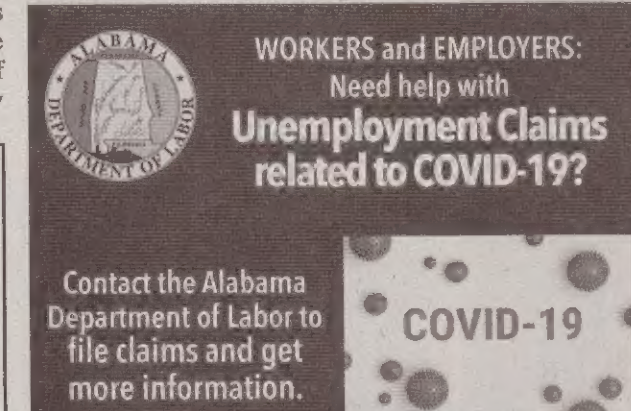 ALABAMA
DEPARTMENT OF LABOR
WORKERS and EMPLOYERS:
Need help with
Unemployment Claims
related to COVID-19?
Contact the Alabama
Department of Labor to
file claims and get
more information.
COVID-19